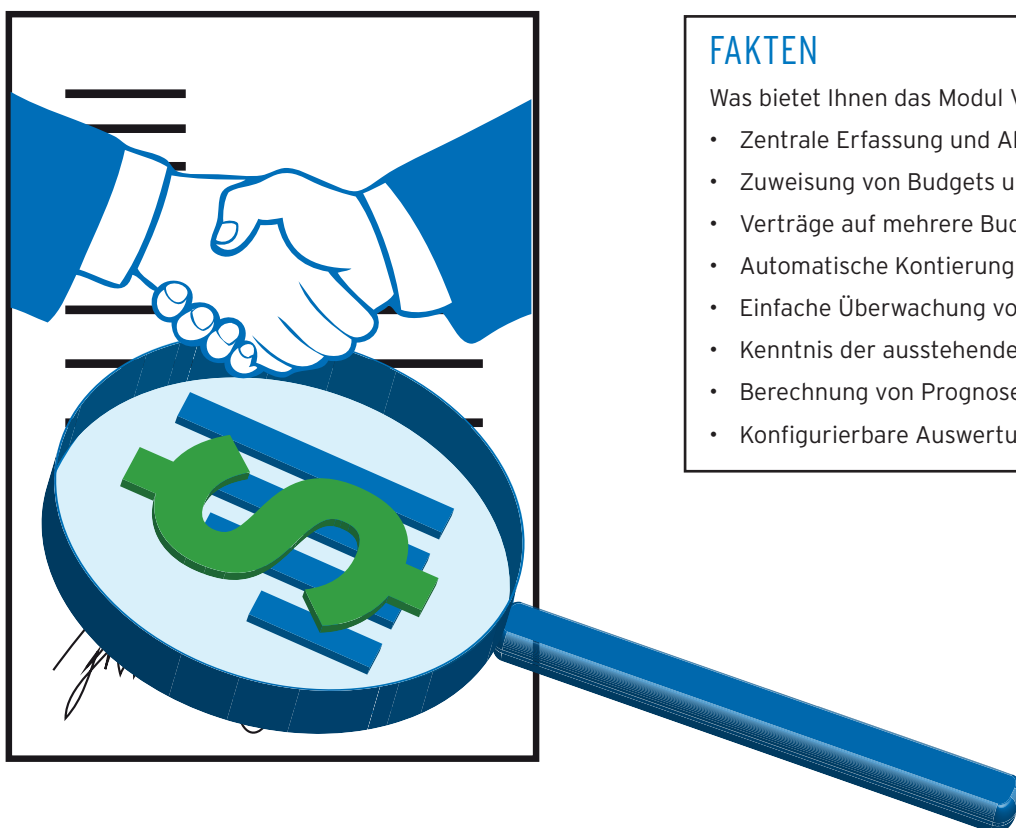 FAKTEN
Was bietet Ihnen das Modul
• Zentrale Erfassung und
• Zuweisung von Budgets
• Verträge auf mehrere
• Automatische Kontierung
• Einfache Überwachung
• Kenntnis der
• Berechnung von
• Konfigurierbare